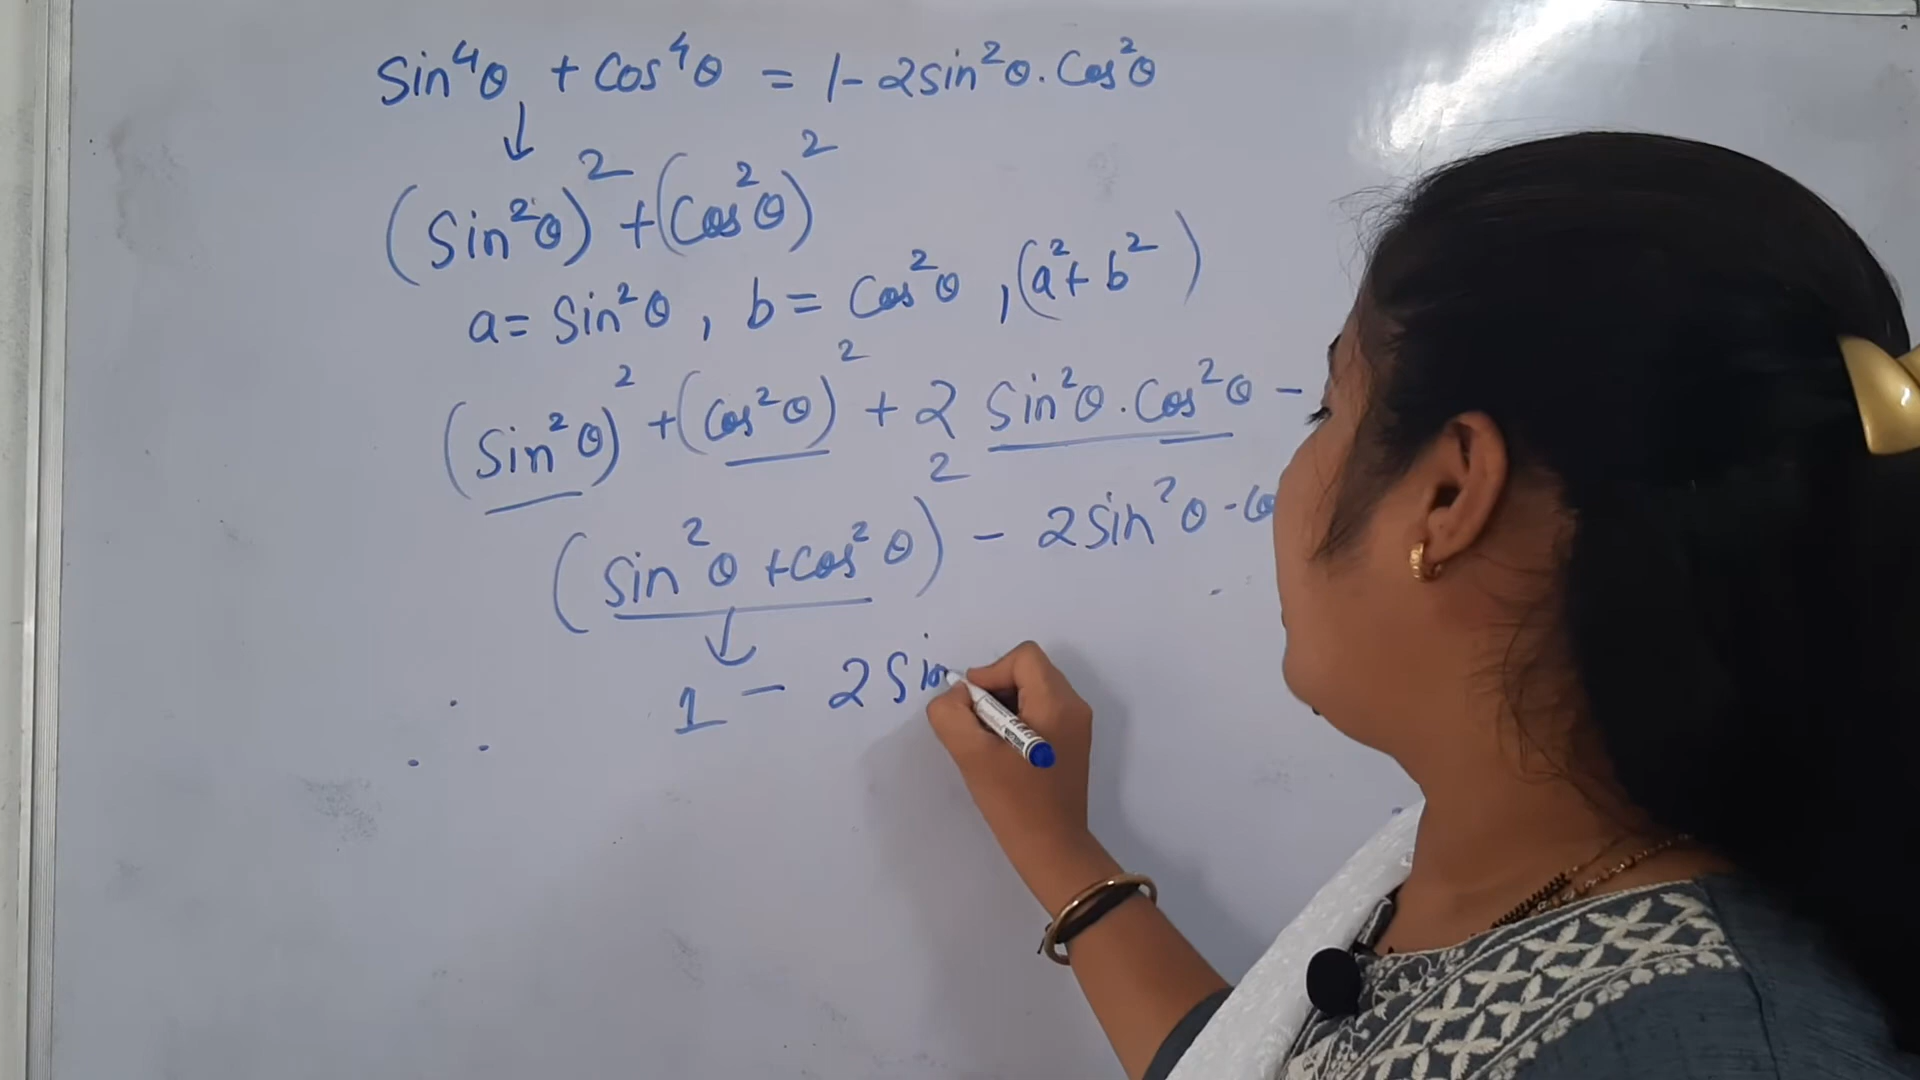 Sin⁴θ + Cos⁴θ = 1 - 2sin²θ . Cos²θ
↓
(Sin²θ)² + (Cos²θ)²
a = Sin²θ , b = Cos²θ , (a² + b²)
(Sin²θ)² + (Cos²θ)² + 2 Sin²θ . Cos²θ -
(Sin²θ + Cos²θ)² - 2Sin²θ .
↓
1 - 2Sin